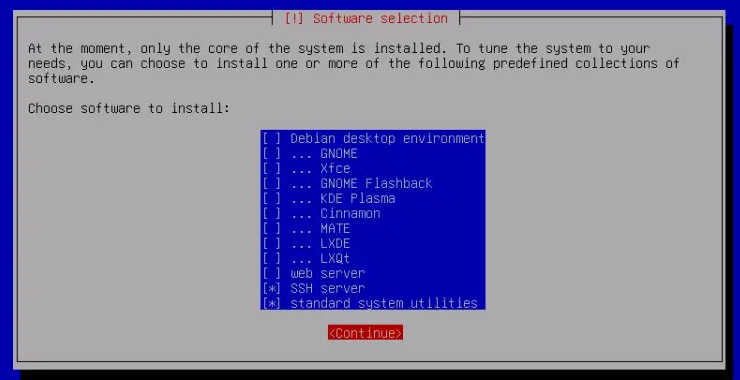 [!] Software selection
At the moment, only the core of the system is installed. To tune the system to your
needs, you can choose to install one or more of the following predefined collections of
software.
Choose software to install:
[ ] Debian desktop environment
[ ] ... GNOME
[ ] ... Xfce
[ ] ... GNOME Flashback
[ ] ... KDE Plasma
[ ] ... Cinnamon
[ ] ... MATE
[ ] ... LXDE
[ ] ... LXQt
[ ] web server
[*] SSH server
[*] standard system utilities
<Continue>